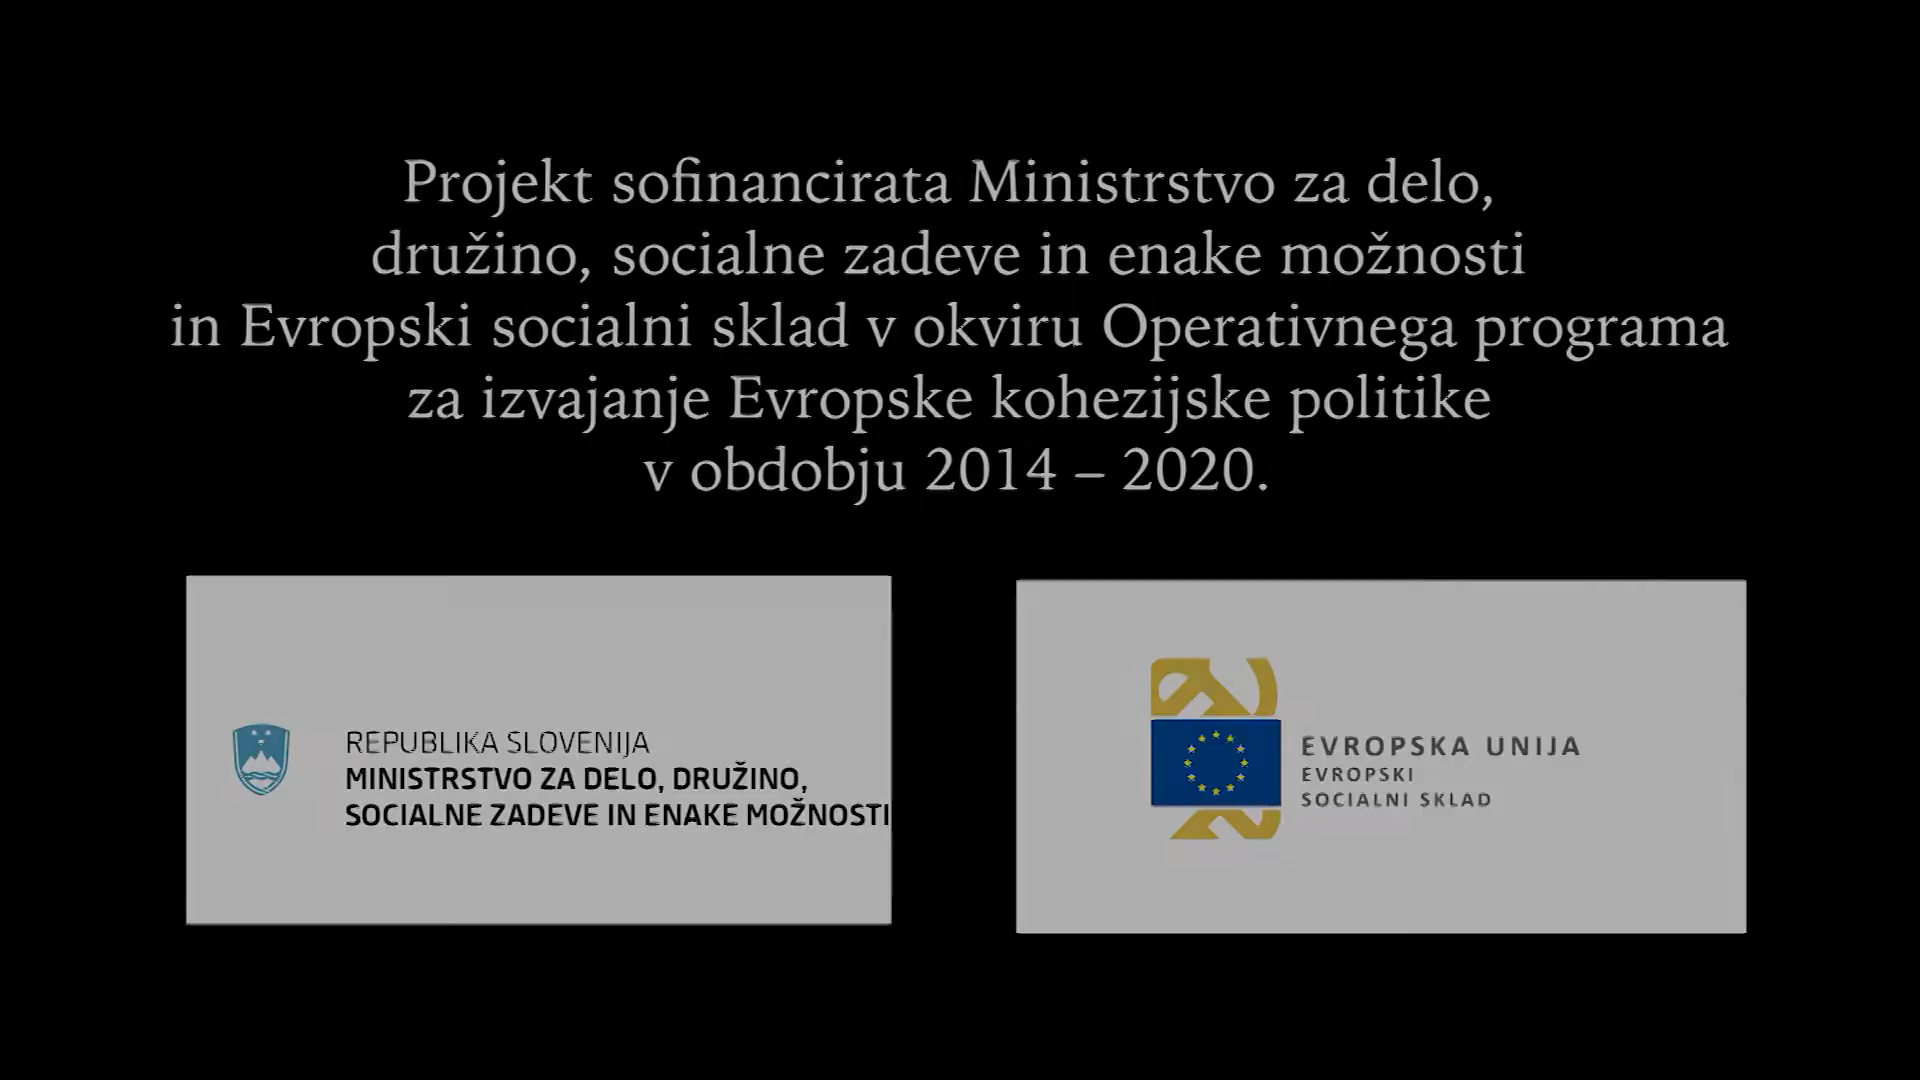 Projekt sofinancirata Ministrstvo za delo,
družino, socialne zadeve in enake možnosti
in Evropski socialni sklad v okviru Operativnega programa
za izvajanje Evropske kohezijske politike
v obdobju 2014 – 2020.
REPUBLIKA SLOVENIJA
MINISTRSTVO ZA DELO, DRUŽINO,
SOCIALNE ZADEVE IN ENAKE MOŽNOSTI
EVROPSKA UNIJA
EVROPSKI
SOCIALNI SKLAD